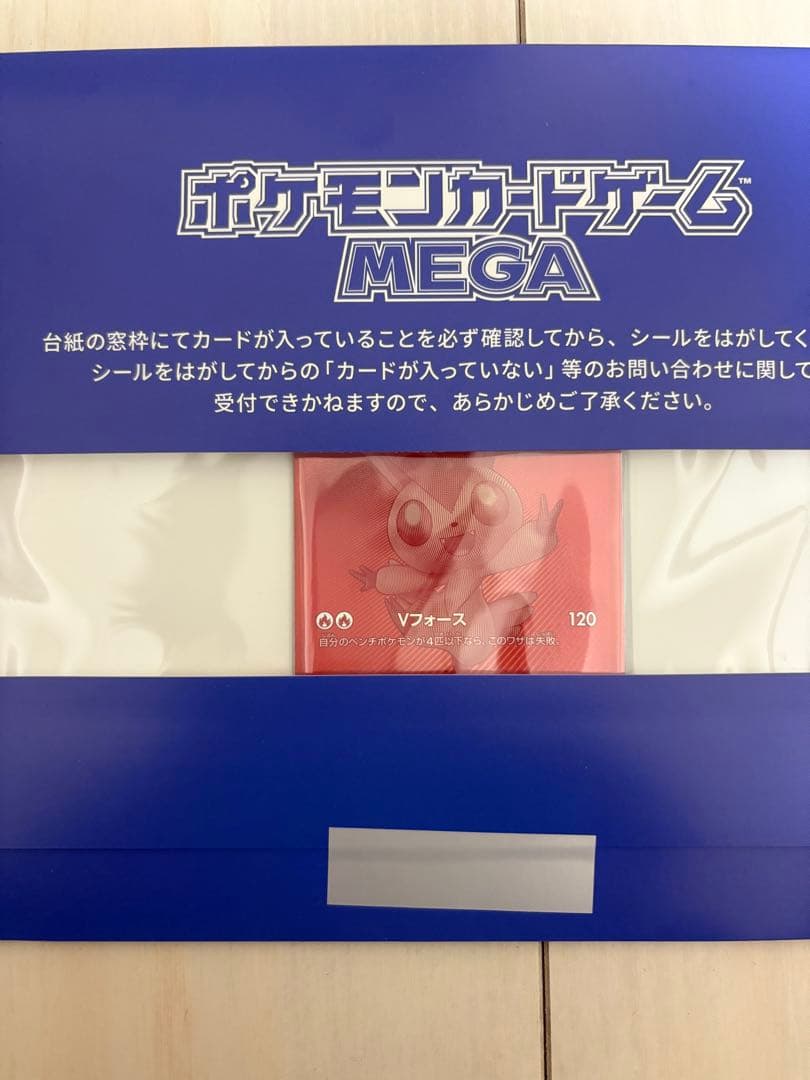 ポケモンカードゲーム™
MEGA
台紙の窓枠にてカードが入っていることを必ず確認してから、シールをはがしてく
シールをはがしてからの「カードが入っていない」等のお問い合わせに関して
受付できかねますので、あらかじめご了承ください。
Vフォース 120
自分のベンチポケモンが4匹以下なら、このワザは失敗。